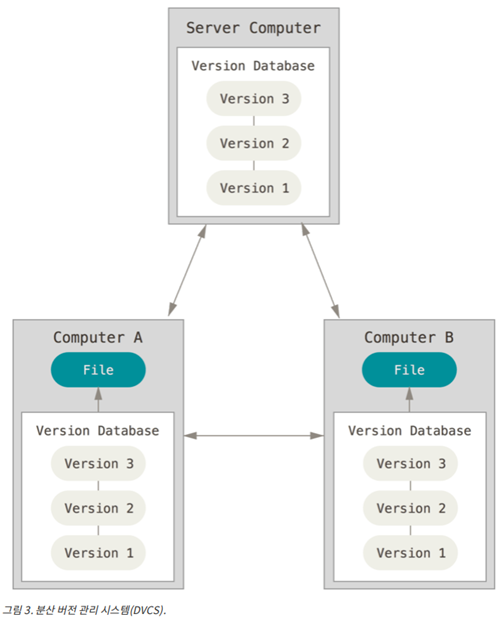 Server Computer
Version Database
Version 3
Version 2
Version 1
Computer A
File
Version Database
Version 3
Version 2
Version 1
Computer B
File
Version Database
Version 3
Version 2
Version 1
그림 3. 분산 버전 관리 시스템(DVCS).